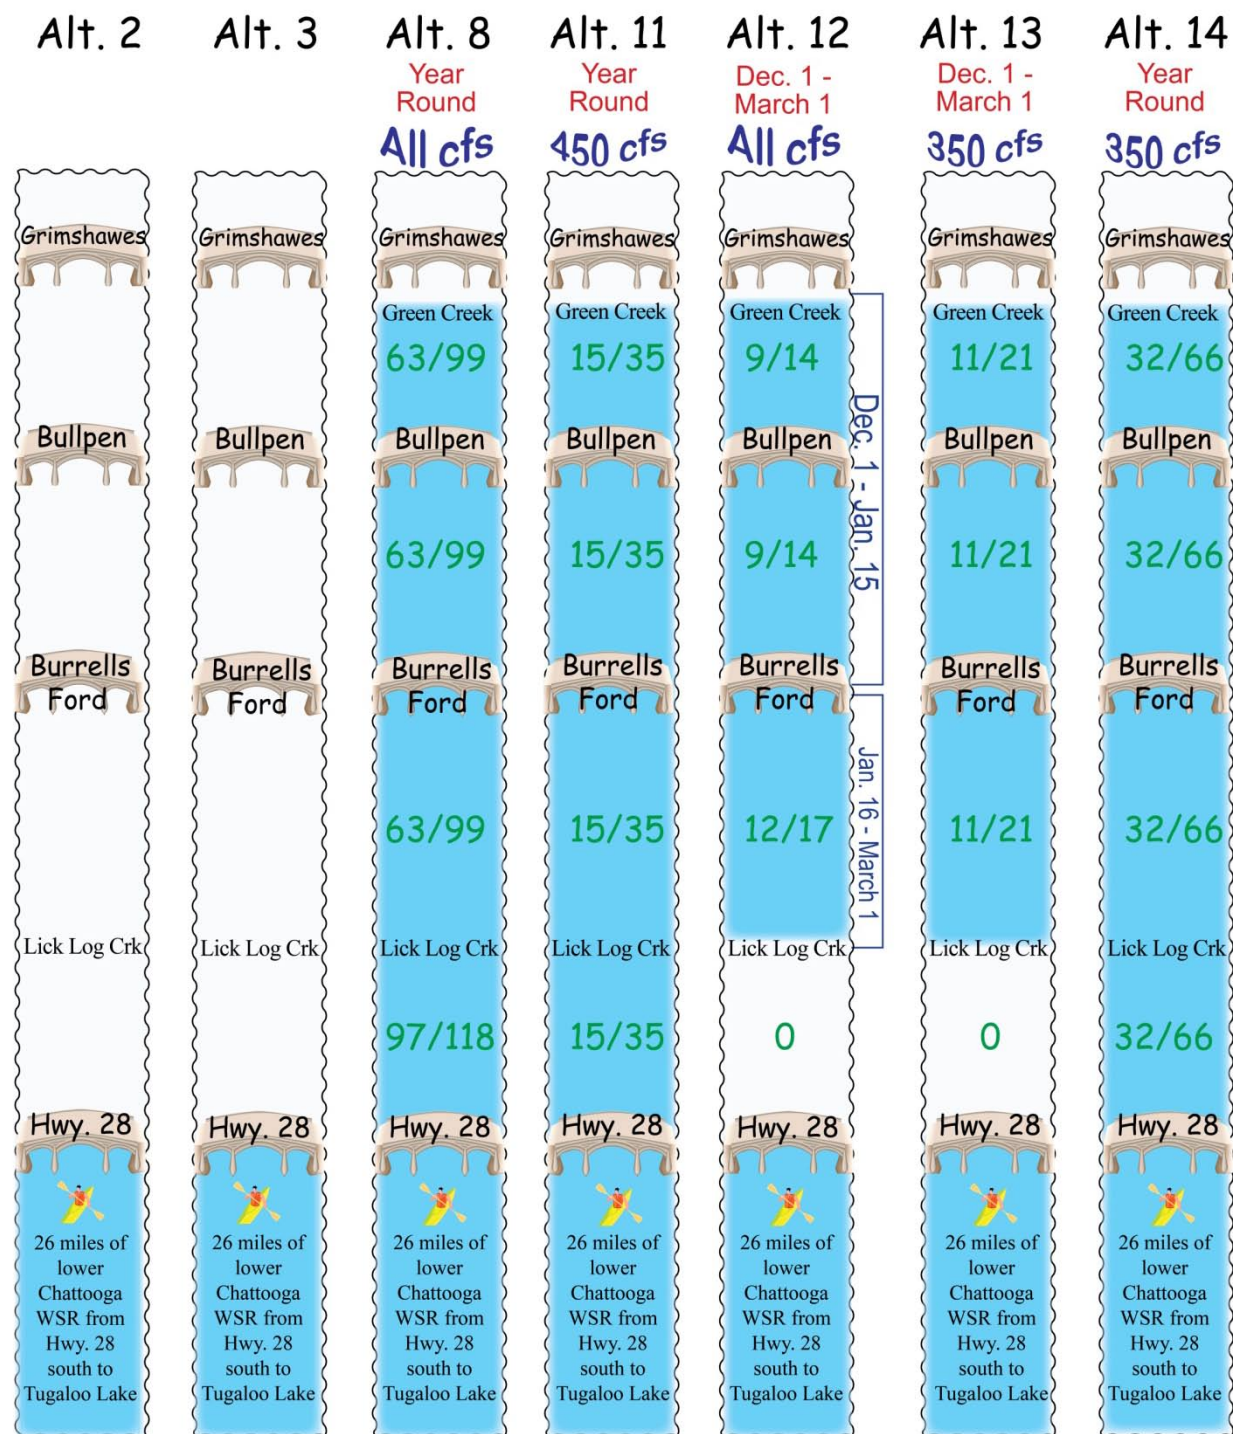 Alt. 2 Alt. 3 Alt. 8 Alt. 11 Alt. 12 Alt. 13 Alt. 14
Year Year Dec. 1 - Dec. 1 - Year
Round Round March 1 March 1 Round
All cfs 450 cfs All cfs 350 cfs 350 cfs
Grimshawes Grimshawes Grimshawes Grimshawes Grimshawes Grimshawes Grimshawes
Green Creek Green Creek Green Creek Green Creek Green Creek
63/99 15/35 9/14 11/21 32/66
Dec. 1 - Jan. 15
Bullpen Bullpen Bullpen Bullpen Bullpen Bullpen Bullpen
63/99 15/35 9/14 11/21 32/66
Burrells Burrells Burrells Burrells Burrells Burrells Burrells
Ford Ford Ford Ford Ford Ford Ford
Jan. 16 - March 1
63/99 15/35 12/17 11/21 32/66
Lick Log Crk Lick Log Crk Lick Log Crk Lick Log Crk Lick Log Crk Lick Log Crk Lick Log Crk
97/118 15/35 0 0 32/66
Hwy. 28 Hwy. 28 Hwy. 28 Hwy. 28 Hwy. 28 Hwy. 28 Hwy. 28
26 miles of 26 miles of 26 miles of 26 miles of 26 miles of 26 miles of 26 miles of
lower lower lower lower lower lower lower
Chattooga Chattooga Chattooga Chattooga Chattooga Chattooga Chattooga
WSR from WSR from WSR from WSR from WSR from WSR from WSR from
Hwy. 28 Hwy. 28 Hwy. 28 Hwy. 28 Hwy. 28 Hwy. 28 Hwy. 28
south to south to south to south to south to south to south to
Tugaloo Lake Tugaloo Lake Tugaloo Lake Tugaloo Lake Tugaloo Lake Tugaloo Lake Tugaloo Lake